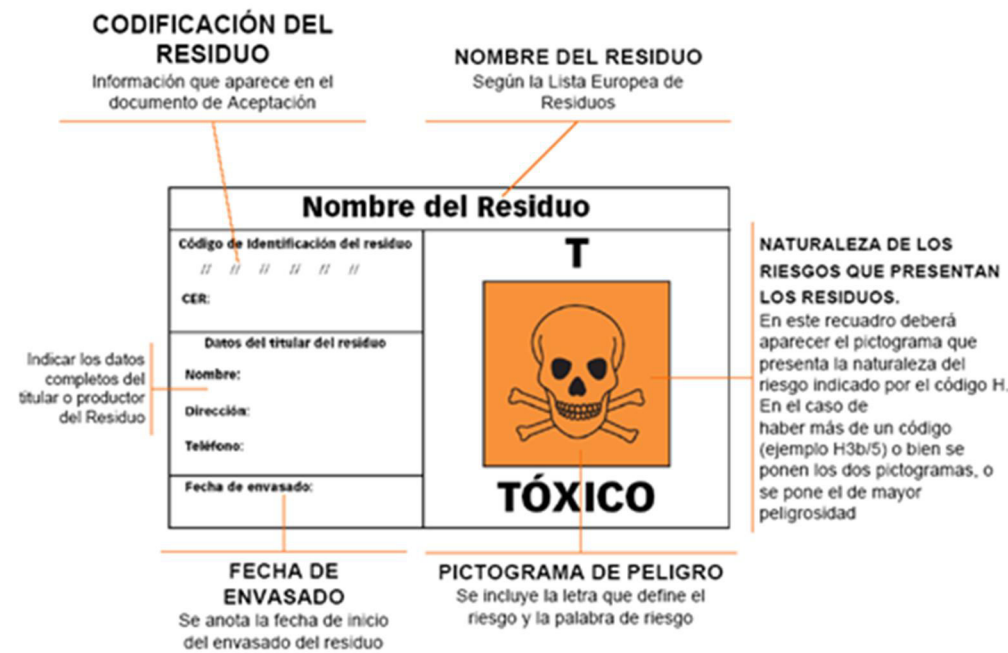 CODIFICACIÓN DEL
RESIDUO
Información que aparece en el
documento de Aceptación
NOMBRE DEL RESIDUO
Según la Lista Europea de
Residuos
Nombre del Residuo
Código de Identificación del residuo
// // // // // //
CER:
Datos del titular del residuo
Nombre:
Dirección:
Teléfono:
Fecha de envasado:
T
TÓXICO
Indicar los datos
completos del
titular o productor
del Residuo
NATURALEZA DE LOS
RIESGOS QUE PRESENTAN
LOS RESIDUOS.
En este recuadro deberá
aparecer el pictograma que
presenta la naturaleza del
riesgo indicado por el código H.
En el caso de
haber más de un código
(ejemplo H3b/5) o bien se
ponen los dos pictogramas, o
se pone el de mayor
peligrosidad
FECHA DE
ENVASADO
Se anota la fecha de inicio
del envasado del residuo
PICTOGRAMA DE PELIGRO
Se incluye la letra que define el
riesgo y la palabra de riesgo